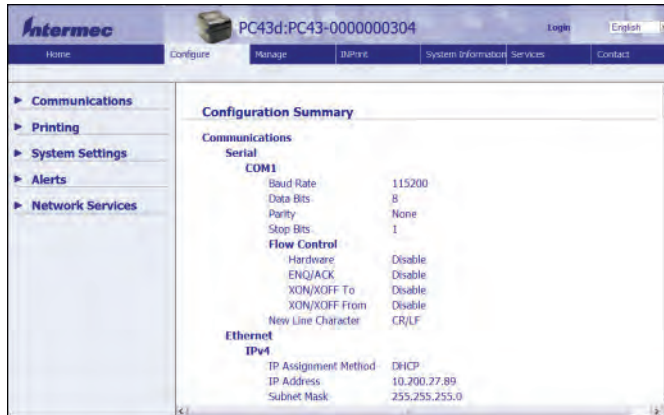 Intermec PC43d:PC43-0000000304 Login English
Home Configure Manage INPrint System Information Services Contact
Communications
Printing
System Settings
Alerts
Network Services
Configuration Summary
Communications
Serial
COM1
Baud Rate 115200
Data Bits 8
Parity None
Stop Bits 1
Flow Control
Hardware Disable
ENQ/ACK Disable
XON/XOFF To Disable
XON/XOFF From Disable
New Line Character CR/LF
Ethernet
IPv4
IP Assignment Method DHCP
IP Address 10.200.27.89
Subnet Mask 255.255.255.0